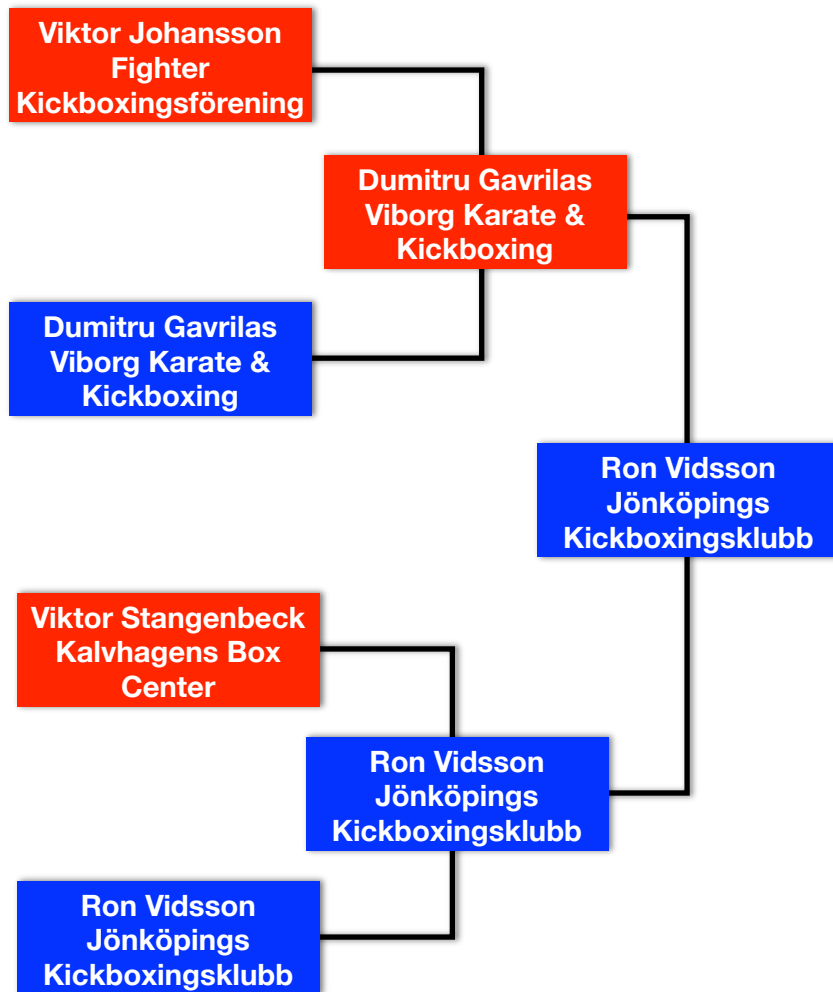 Viktor Johansson
Fighter
Kickboxingsförening
Dumitru Gavrilas
Viborg Karate &
Kickboxing
Dumitru Gavrilas
Viborg Karate &
Kickboxing
Ron Vidsson
Jönköpings
Kickboxingsklubb
Viktor Stangenbeck
Kalvhagens Box
Center
Ron Vidsson
Jönköpings
Kickboxingsklubb
Ron Vidsson
Jönköpings
Kickboxingsklubb